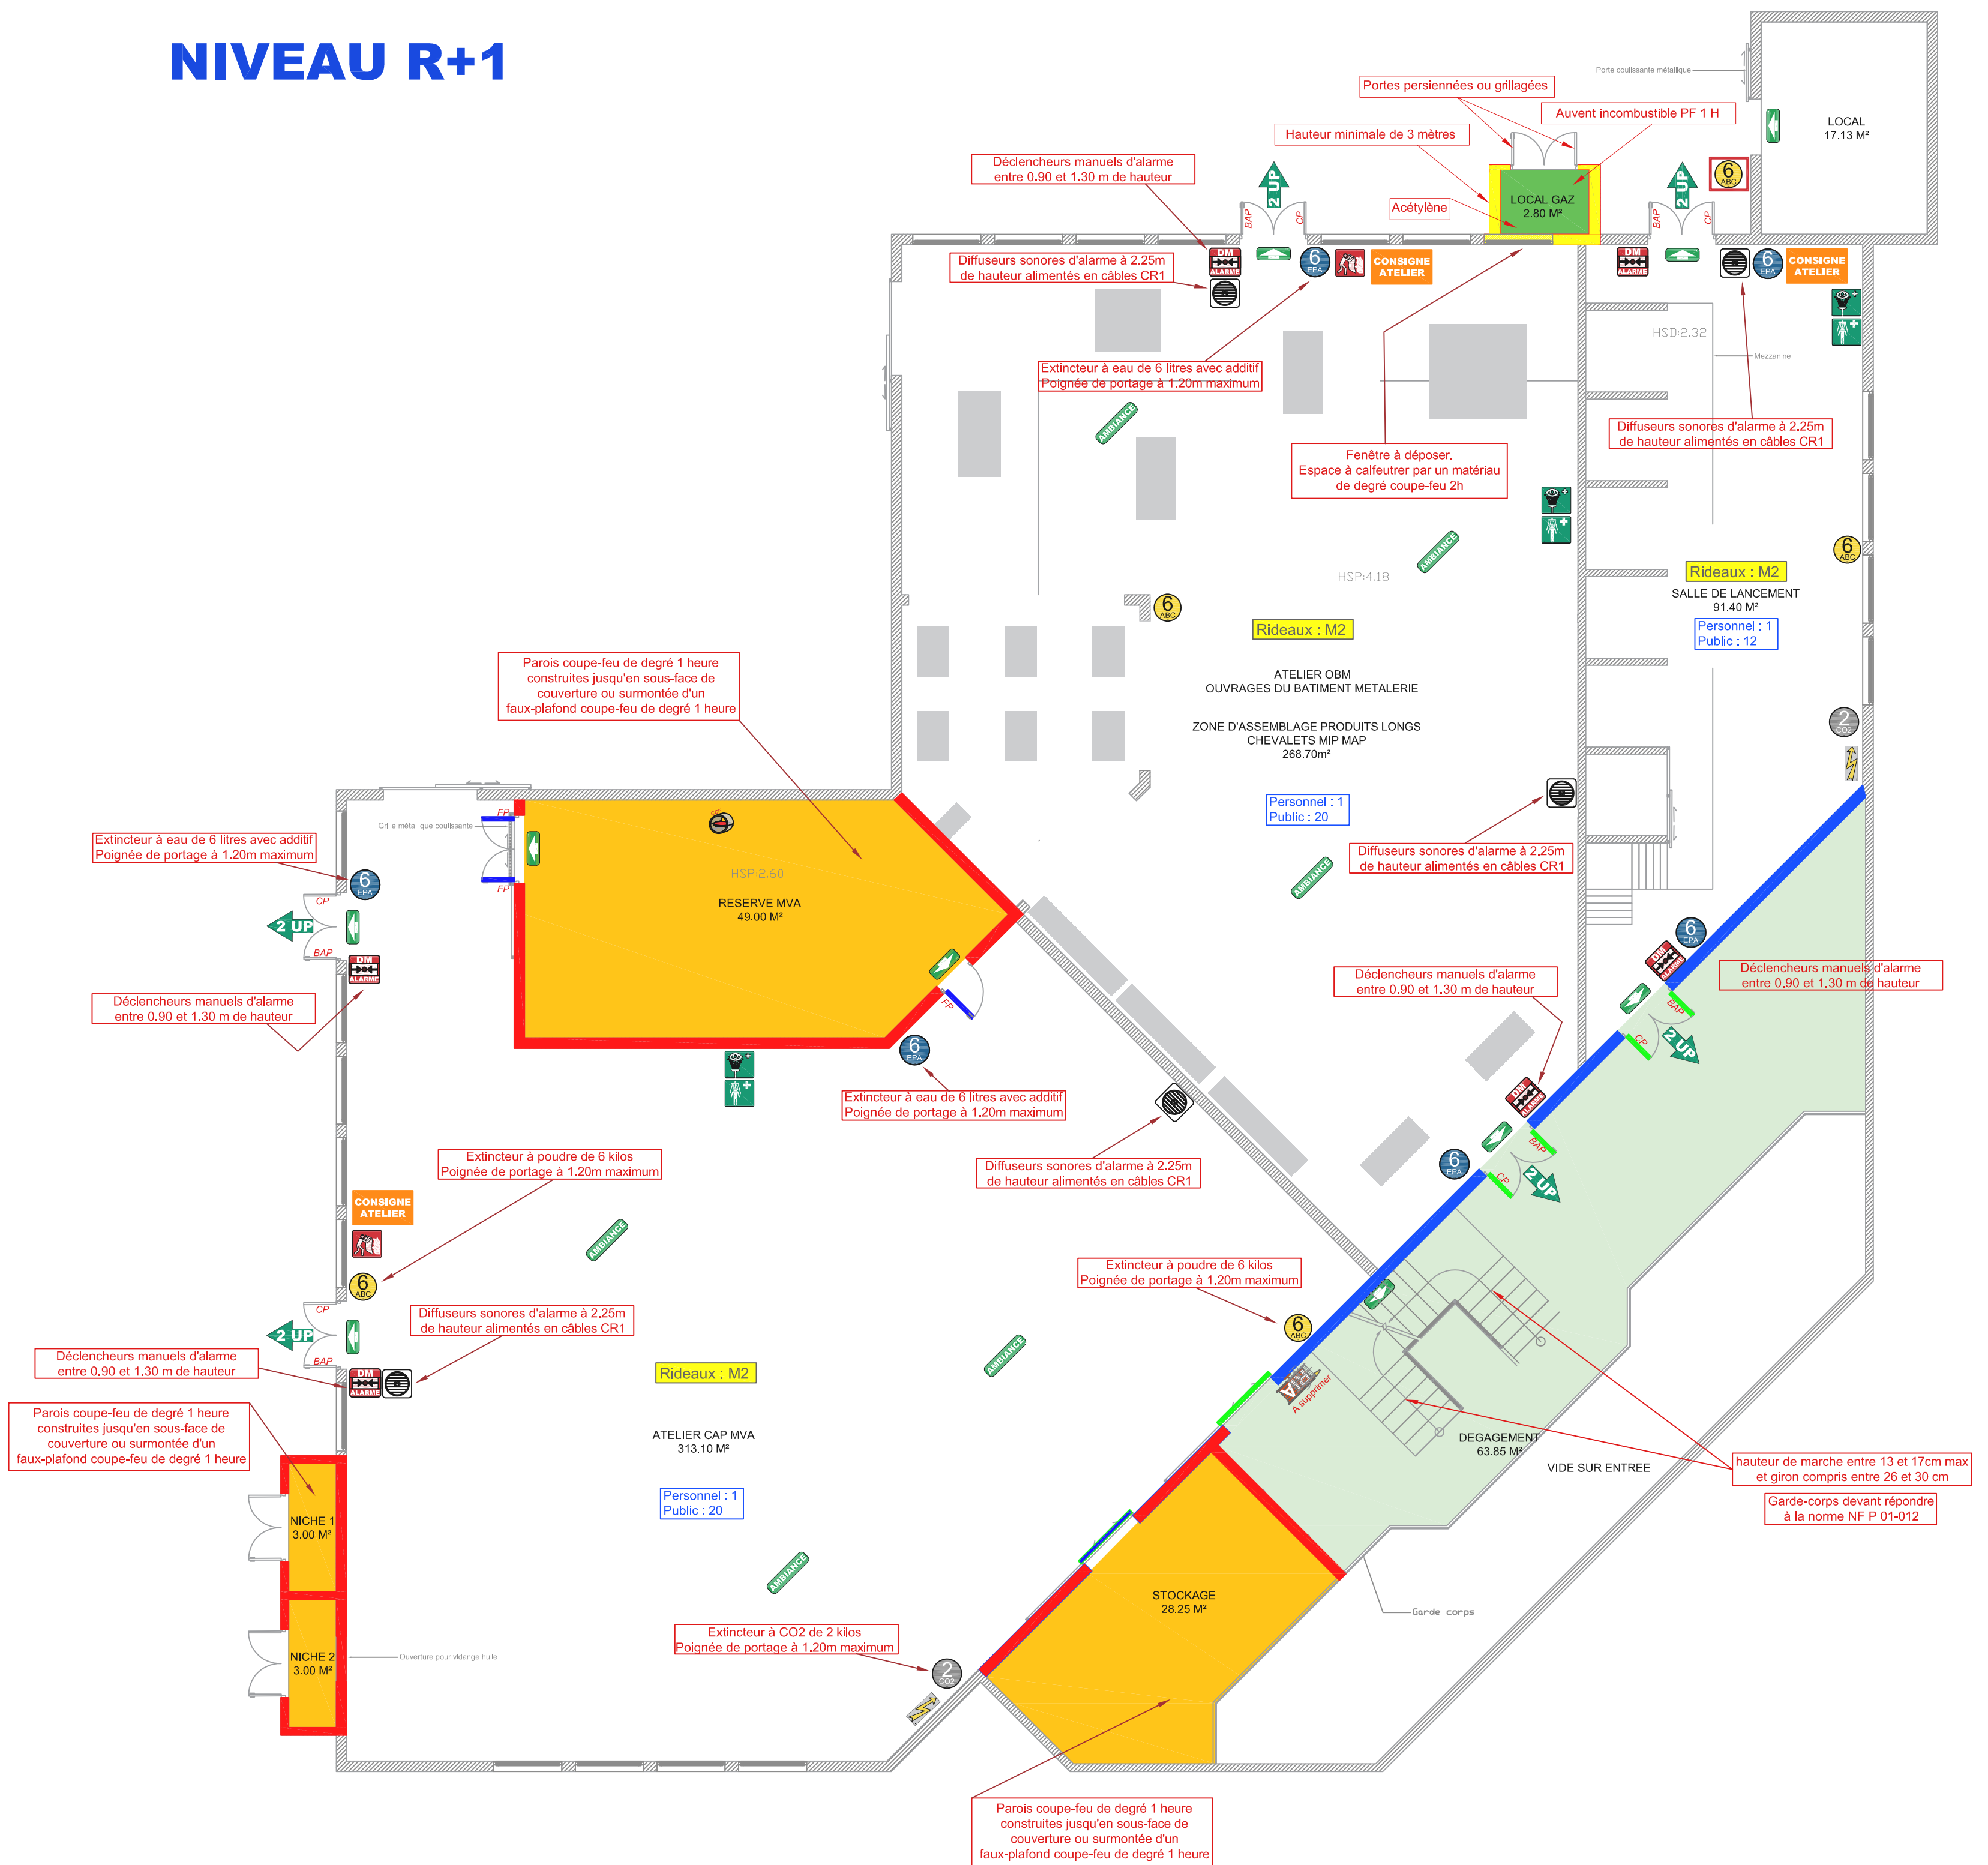 NIVEAU R+1
Porte coulissante métallique
LOCAL
17.13 M²
Portes persiennées ou grillagées
Auvent incombustible PF 1 H
Hauteur minimale de 3 mètres
Déclencheurs manuels d'alarme
entre 0.90 et 1.30 m de hauteur
2 UP
BAP
CP
Acétylène
LOCAL GAZ
2.80 M²
2 UP
BAP
CP
6
ABC
Diffuseurs sonores d'alarme à 2.25m
de hauteur alimentés en câbles CR1
DM
ALARME
6
EPA
CONSIGNE
ATELIER
DM
ALARME
6
EPA
CONSIGNE
ATELIER
HSD:2.32
Mezzanine
Extincteur à eau de 6 litres avec additif
Poignée de portage à 1.20m maximum
AMBIANCE
Diffuseurs sonores d'alarme à 2.25m
de hauteur alimentés en câbles CR1
Fenêtre à déposer.
Espace à calfeutrer par un matériau
de degré coupe-feu 2h
AMBIANCE
HSP:4.18
6
ABC
Rideaux : M2
SALLE DE LANCEMENT
91.40 M²
Personnel : 1
Public : 12
6
ABC
Rideaux : M2
ATELIER OBM
OUVRAGES DU BATIMENT METALERIE
ZONE D'ASSEMBLAGE PRODUITS LONGS
CHEVALETS MIP MAP
268.70m²
Personnel : 1
Public : 20
2
CO2
Parois coupe-feu de degré 1 heure
construites jusqu'en sous-face de
couverture ou surmontée d'un
faux-plafond coupe-feu de degré 1 heure
FP
Grille métallique coulissante
FP
HSP:2.60
RESERVE MVA
49.00 M²
FP
Extincteur à eau de 6 litres avec additif
Poignée de portage à 1.20m maximum
6
EPA
CP
2 UP
BAP
DM
ALARME
Déclencheurs manuels d'alarme
entre 0.90 et 1.30 m de hauteur
Diffuseurs sonores d'alarme à 2.25m
de hauteur alimentés en câbles CR1
AMBIANCE
6
EPA
DM
ALARME
Déclencheurs manuels d'alarme
entre 0.90 et 1.30 m de hauteur
BAP
CP
2 UP
Déclencheurs manuels d'alarme
entre 0.90 et 1.30 m de hauteur
DM
ALARME
BAP
CP
2 UP
6
EPA
6
EPA
Extincteur à eau de 6 litres avec additif
Poignée de portage à 1.20m maximum
Extincteur à poudre de 6 kilos
Poignée de portage à 1.20m maximum
Diffuseurs sonores d'alarme à 2.25m
de hauteur alimentés en câbles CR1
CONSIGNE
ATELIER
AMBIANCE
6
ABC
Extincteur à poudre de 6 kilos
Poignée de portage à 1.20m maximum
6
ABC
CP
2 UP
BAP
Diffuseurs sonores d'alarme à 2.25m
de hauteur alimentés en câbles CR1
Déclencheurs manuels d'alarme
entre 0.90 et 1.30 m de hauteur
DM
ALARME
AMBIANCE
Rideaux : M2
RIA
A supprimer
Parois coupe-feu de degré 1 heure
construites jusqu'en sous-face de
couverture ou surmontée d'un
faux-plafond coupe-feu de degré 1 heure
ATELIER CAP MVA
313.10 M²
Personnel : 1
Public : 20
DEGAGEMENT
63.85 M²
VIDE SUR ENTREE
hauteur de marche entre 13 et 17cm max
et giron compris entre 26 et 30 cm
Garde-corps devant répondre
à la norme NF P 01-012
NICHE 1
3.00 M²
AMBIANCE
STOCKAGE
28.25 M²
Garde corps
NICHE 2
3.00 M²
Ouverture pour vidange huile
Extincteur à CO2 de 2 kilos
Poignée de portage à 1.20m maximum
2
CO2
Parois coupe-feu de degré 1 heure
construites jusqu'en sous-face de
couverture ou surmontée d'un
faux-plafond coupe-feu de degré 1 heure